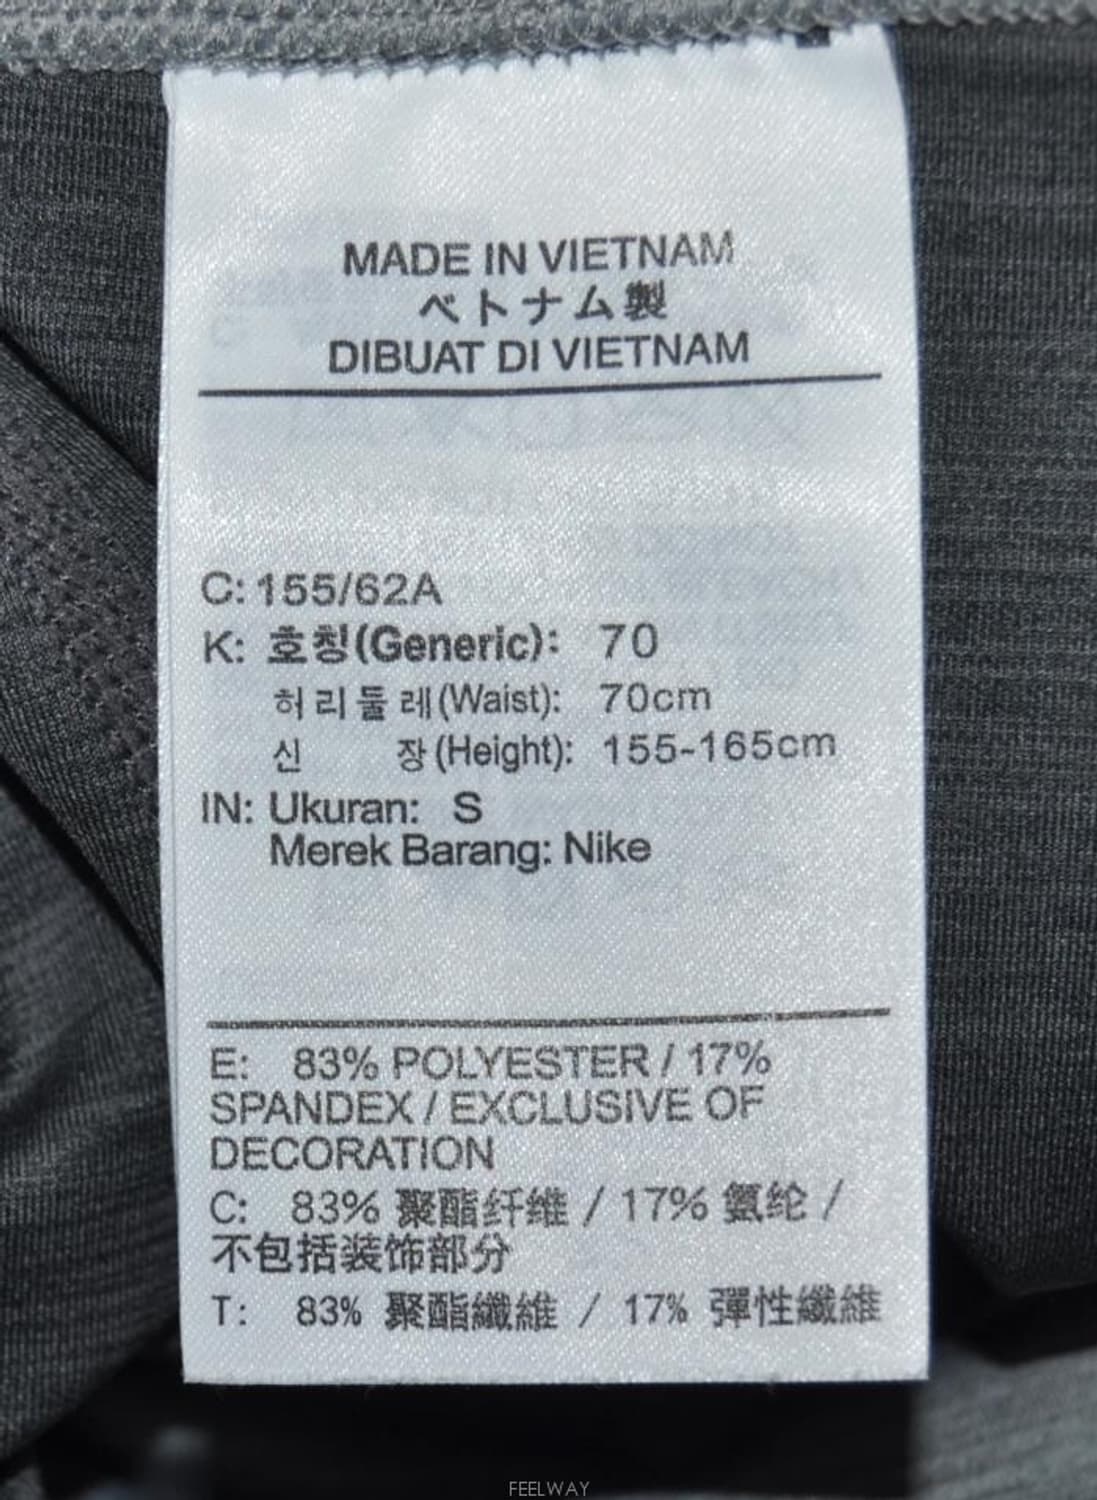 MADE IN VIETNAM
ベトナム製
DIBUAT DI VIETNAM
C: 155/62A
K: 호칭(Generic): 70
허리둘레(Waist): 70cm
신 장(Height): 155-165cm
IN: Ukuran: S
Merek Barang: Nike
E: 83% POLYESTER / 17%
SPANDEX / EXCLUSIVE OF
DECORATION
C: 83% 聚酯纤维 / 17% 氨纶 /
不包括装饰部分
T: 83% 聚酯纖維 / 17% 彈性纖維
FEELWAY